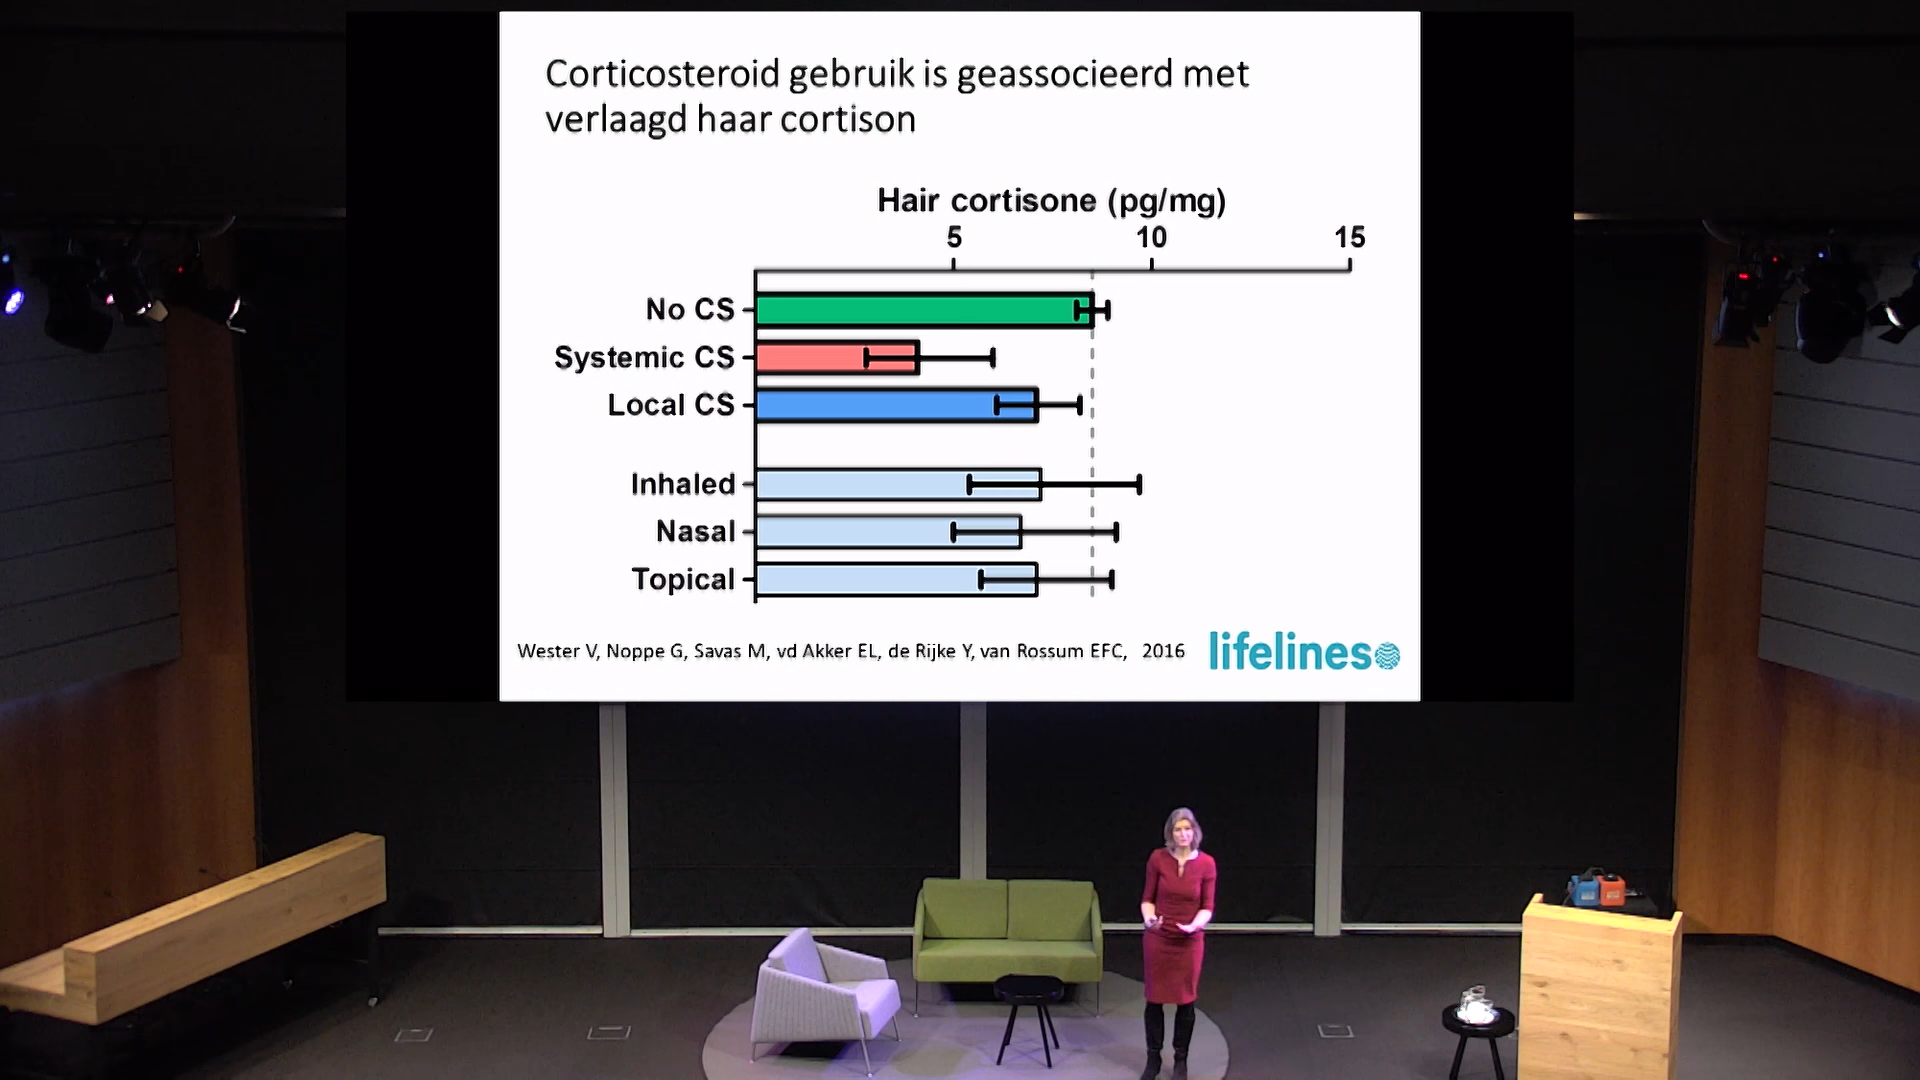 Corticosteroid gebruik is geassocieerd met
verlaagd haar cortison
Hair cortisone (pg/mg)
5 10 15
No CS
Systemic CS
Local CS
Inhaled
Nasal
Topical
Wester V, Noppe G, Savas M, vd Akker EL, de Rijke Y, van Rossum EFC, 2016
lifelines